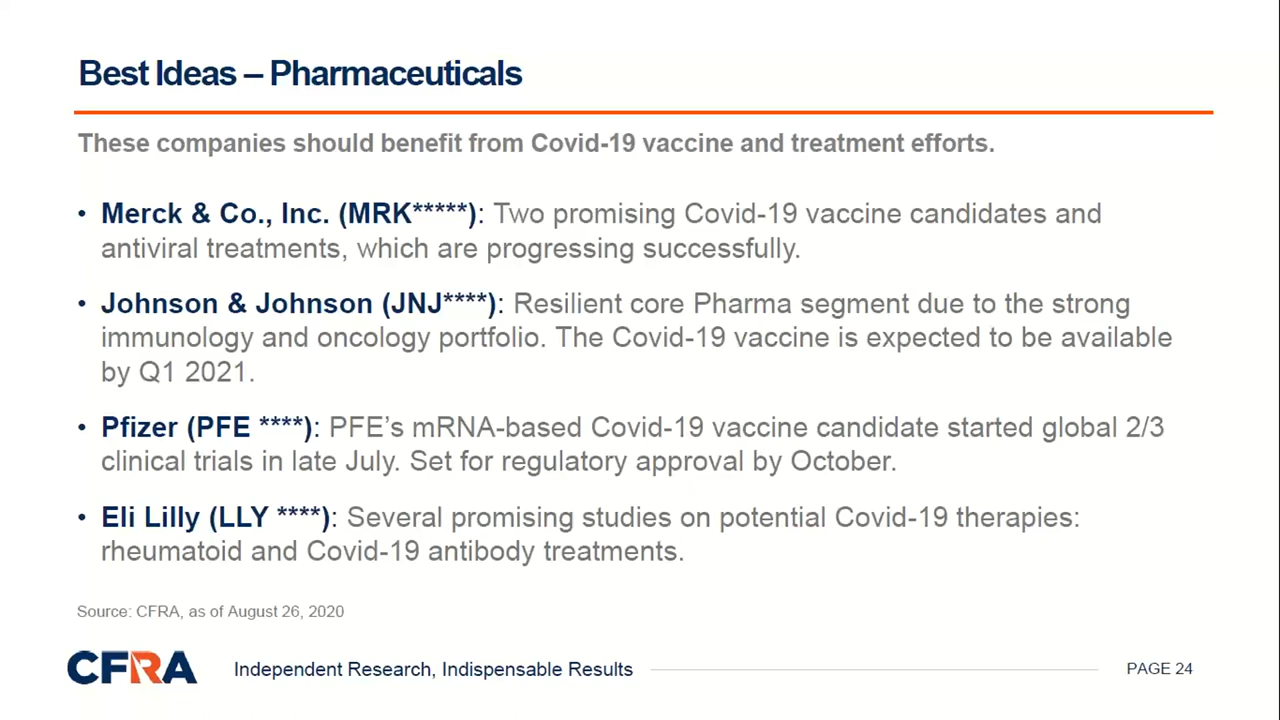 Best Ideas – Pharmaceuticals
These companies should benefit from Covid-19 vaccine and treatment efforts.
• Merck & Co., Inc. (MRK*****): Two promising Covid-19 vaccine candidates and
antiviral treatments, which are progressing successfully.
• Johnson & Johnson (JNJ****): Resilient core Pharma segment due to the strong
immunology and oncology portfolio. The Covid-19 vaccine is expected to be available
by Q1 2021.
• Pfizer (PFE ****): PFE’s mRNA-based Covid-19 vaccine candidate started global 2/3
clinical trials in late July. Set for regulatory approval by October.
• Eli Lilly (LLY ****): Several promising studies on potential Covid-19 therapies:
rheumatoid and Covid-19 antibody treatments.
Source: CFRA, as of August 26, 2020
CFRA Independent Research, Indispensable Results PAGE 24